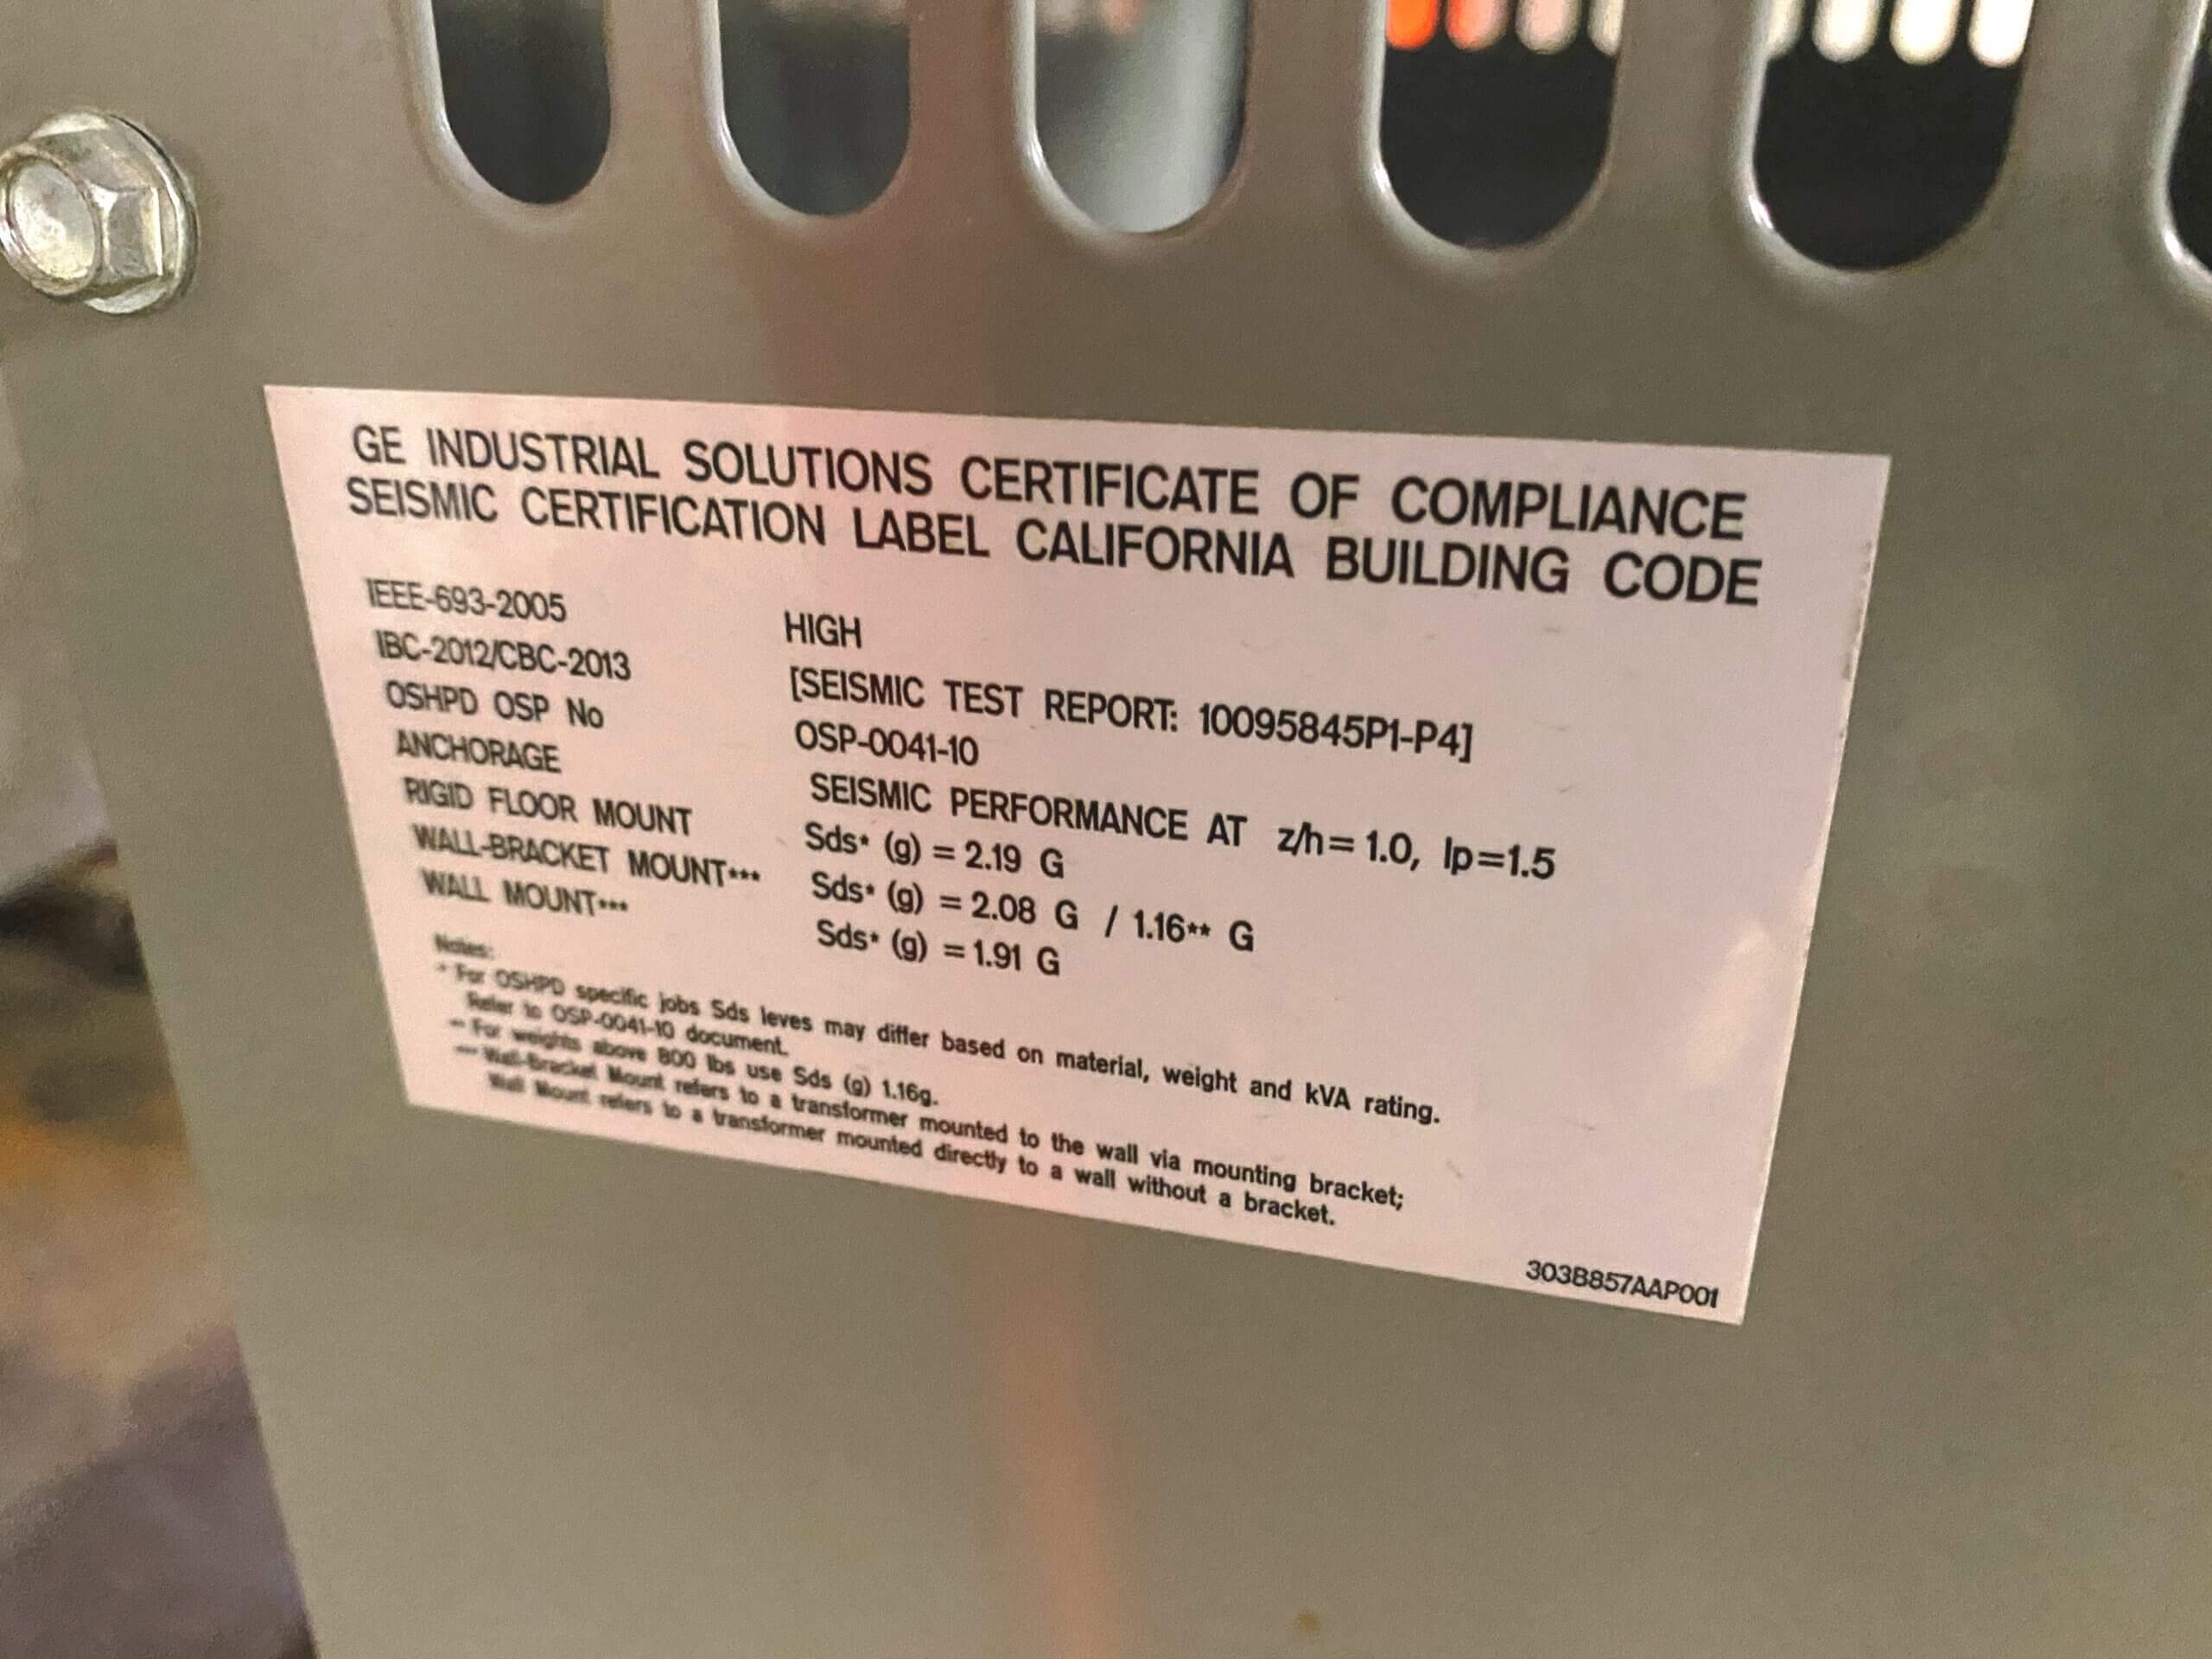 GE INDUSTRIAL SOLUTIONS CERTIFICATE OF COMPLIANCE
SEISMIC CERTIFICATION LABEL CALIFORNIA BUILDING CODE
IEEE-693-2005 HIGH
IBC-2012/CBC-2013 [SEISMIC TEST REPORT: 10095845P1-P4]
OSHPD OSP No OSP-0041-10
ANCHORAGE SEISMIC PERFORMANCE AT z/h= 1.0, Ip=1.5
RIGID FLOOR MOUNT Sds* (g) = 2.19 G
WALL-BRACKET MOUNT*** Sds* (g) = 2.08 G / 1.16** G
WALL MOUNT*** Sds* (g) = 1.91 G
Notes:
* For OSHPD specific jobs Sds leves may differ based on material, weight and kVA rating.
Refer to OSP-0041-10 document.
** For weights above 800 lbs use Sds (g) 1.16g.
*** Wall-Bracket Mount refers to a transformer mounted to the wall via mounting bracket;
Wall Mount refers to a transformer mounted directly to a wall without a bracket.
303B857AAP001